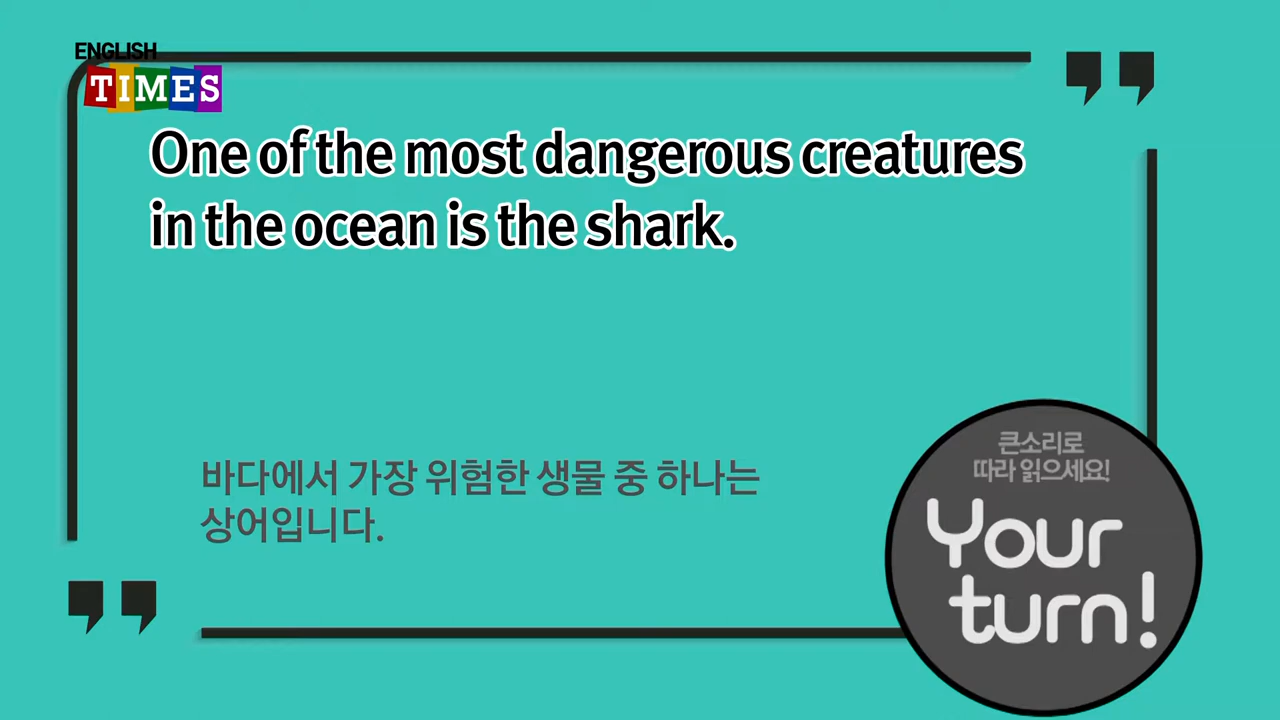 ENGLISH
TIMES
One of the most dangerous creatures
in the ocean is the shark.
바다에서 가장 위험한 생물 중 하나는
상어입니다.
큰소리로
따라 읽으세요!
Your
turn!